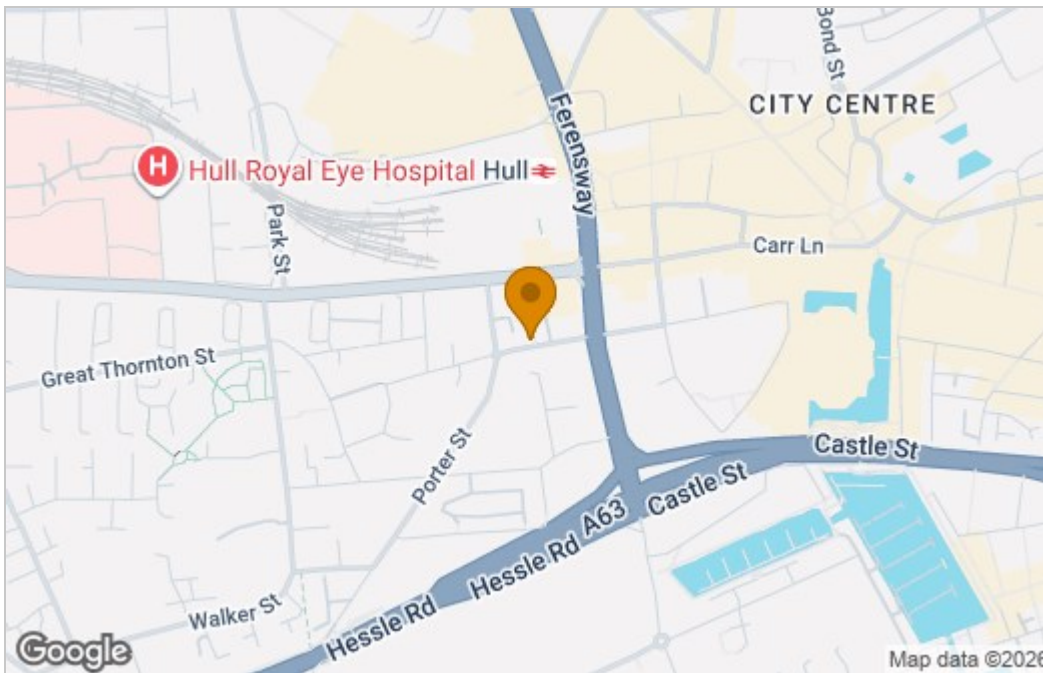 Bond St
CITY CENTRE
Ferensway
H
Hull Royal Eye Hospital
Hull
Park St
Carr Ln
Great Thornton St
Porter St
Castle St
Castle St
A63
Hessle Rd
Walker St
Hessle Rd
Google
Map data ©2026